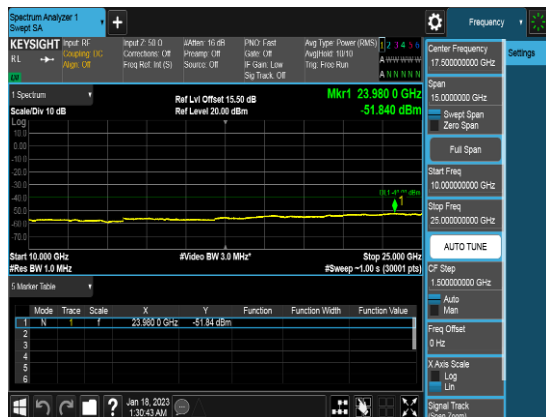 Spectrum Analyzer 1
Swept SA
Frequency
KEYSIGHT
RL
Input: RF
Coupling: DC
Align: Off
Input Z: 50 Ω
Corrections: Off
Freq Ref: Int (S)
#Atten: 16 dB
Preamp: Off
Source: Off
PNO: Fast
Gate: Off
IF Gain: Low
Sig Track: Off
Avg Type: Power (RMS)
Avg|Hold: 10/10
Trig: Free Run
1 2 3 4 5 6
A W W W W W
A N N N N N
1 Spectrum
Scale/Div 10 dB
Ref Lvl Offset 15.50 dB
Ref Level 20.00 dBm
Mkr1 23.980 0 GHz
-51.840 dBm
Log
10.0
0.00
-10.0
-20.0
-30.0
-40.0
-50.0
-60.0
-70.0
1
Start 10.000 GHz
#Res BW 1.0 MHz
#Video BW 3.0 MHz*
Stop 25.000 GHz
#Sweep ~1.00 s (30001 pts)
5 Marker Table
Mode Trace Scale X Y Function Function Width Function Value
1 N 1 f 23.980 0 GHz -51.84 dBm
2
3
4
5
6
Jan 18, 2023
1:30:43 AM
Center Frequency
17.500000000 GHz
Settings
Span
15.0000000 GHz
Swept Span
Zero Span
Full Span
Start Freq
10.000000000 GHz
Stop Freq
25.000000000 GHz
AUTO TUNE
CF Step
1.500000000 GHz
Auto
Man
Freq Offset
0 Hz
X Axis Scale
Log
Lin
Signal Track
(Span Zoom)